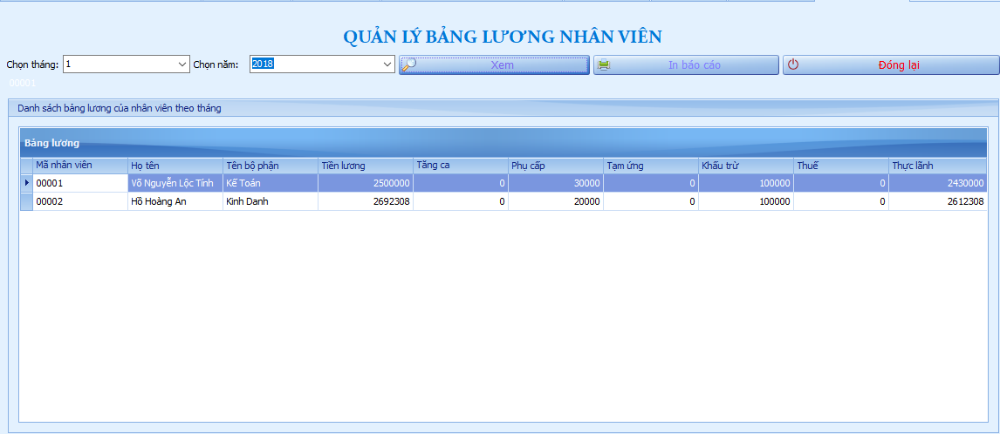 QUẢN LÝ BẢNG LƯƠNG NHÂN VIÊN
Chọn tháng: 1 Chọn năm: 2018 Xem In báo cáo Đóng lại
00001
Danh sách bảng lương của nhân viên theo tháng
Bảng lương
Mã nhân viên Họ tên Tên bộ phận Tiền lương Tăng ca Phụ cấp Tạm ứng Khấu trừ Thuế Thực lãnh
00001 Võ Nguyễn Lộc Tính Kế Toán 2500000 0 30000 0 100000 0 2430000
00002 Hồ Hoàng An Kinh Danh 2692308 0 20000 0 100000 0 2612308